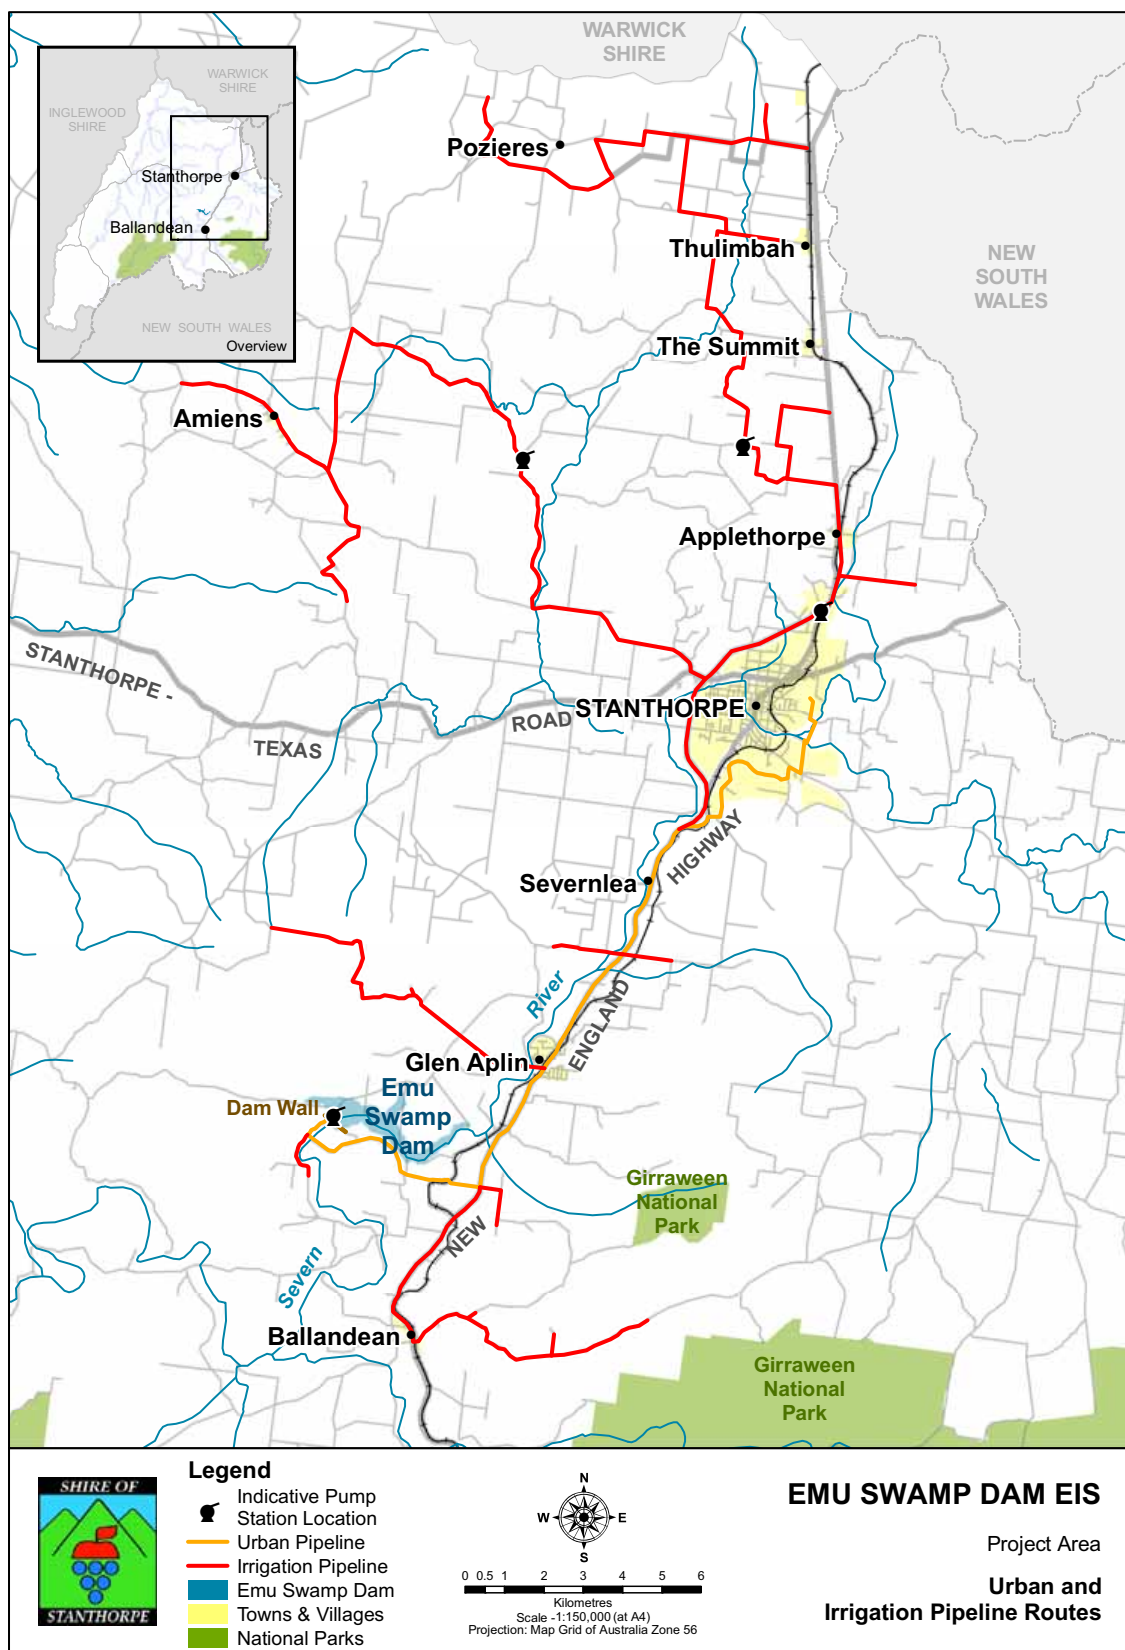 WARWICK
SHIRE
WARWICK
SHIRE
INGLEWOOD
SHIRE
Stanthorpe
Ballandean
NEW SOUTH WALES
Overview
Pozieres
Thulimbah
NEW
SOUTH
WALES
The Summit
Amiens
Applethorpe
STANTHORPE -
TEXAS
ROAD
STANTHORPE
HIGHWAY
Severnlea
River
ENGLAND
Glen Aplin
Emu
Swamp
Dam
Dam Wall
Girraween
National
Park
NEW
Severn
Ballandean
Girraween
National
Park
SHIRE OF
STANTHORPE
Legend
Indicative Pump
Station Location
Urban Pipeline
Irrigation Pipeline
Emu Swamp Dam
Towns & Villages
National Parks
N
W E
S
0 0.5 1 2 3 4 5 6
Kilometres
Scale -1:150,000 (at A4)
Projection: Map Grid of Australia Zone 56
EMU SWAMP DAM EIS
Project Area
Urban and
Irrigation Pipeline Routes